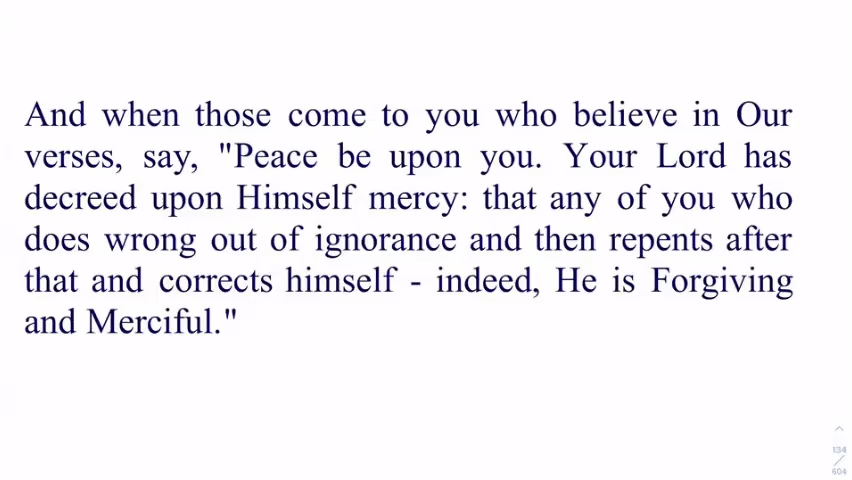 And when those come to you who believe in Our
verses, say, "Peace be upon you. Your Lord has
decreed upon Himself mercy: that any of you who
does wrong out of ignorance and then repents after
that and corrects himself - indeed, He is Forgiving
and Merciful."
134
/
604